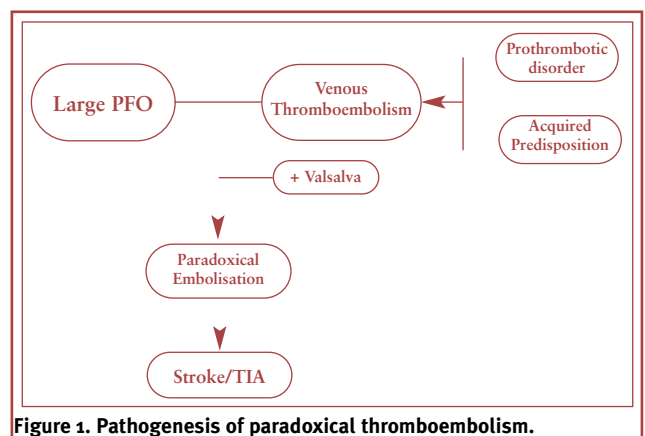 Prothrombotic
disorder
Large PFO
Venous
Thromboembolism
Acquired
Predisposition
+ Valsalva
Paradoxical
Embolisation
Stroke/TIA
Figure 1. Pathogenesis of paradoxical thromboembolism.